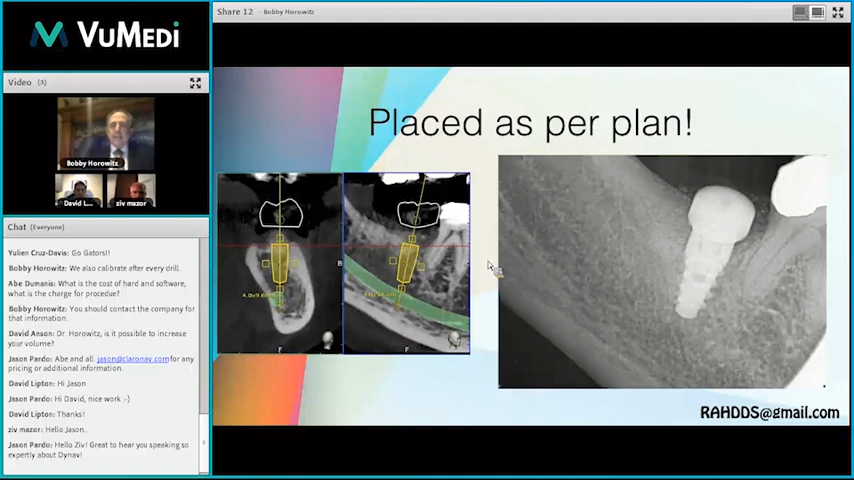 VUMEDI
Share 12 - Bobby Horowitz
Video (3)
Bobby Horowitz
David L...
ziv mazor
Chat (Everyone)
Yulien Cruz-Davis: Go Gators!!
Bobby Horowitz: We also calibrate after every drill.
Abe Dumanis: What is the cost of hard and software,
what is the charge for procedue?
Bobby Horowitz: You should contact the company for
that information.
David Anson: Dr. Horowitz, is it possible to increase
your volume?
Jason Pardo: Abe and all. jason@claronav.com for any
pricing or additional information.
David Lipton: Hi Jason
Jason Pardo: Hi David, nice work :-)
David Lipton: Thanks!
ziv mazor: Hello Jason..
Jason Pardo: Hello Ziv! Great to hear you speaking so
expertly about Dynav!
Placed as per plan!
B
F
F
RAHDDS@gmail.com